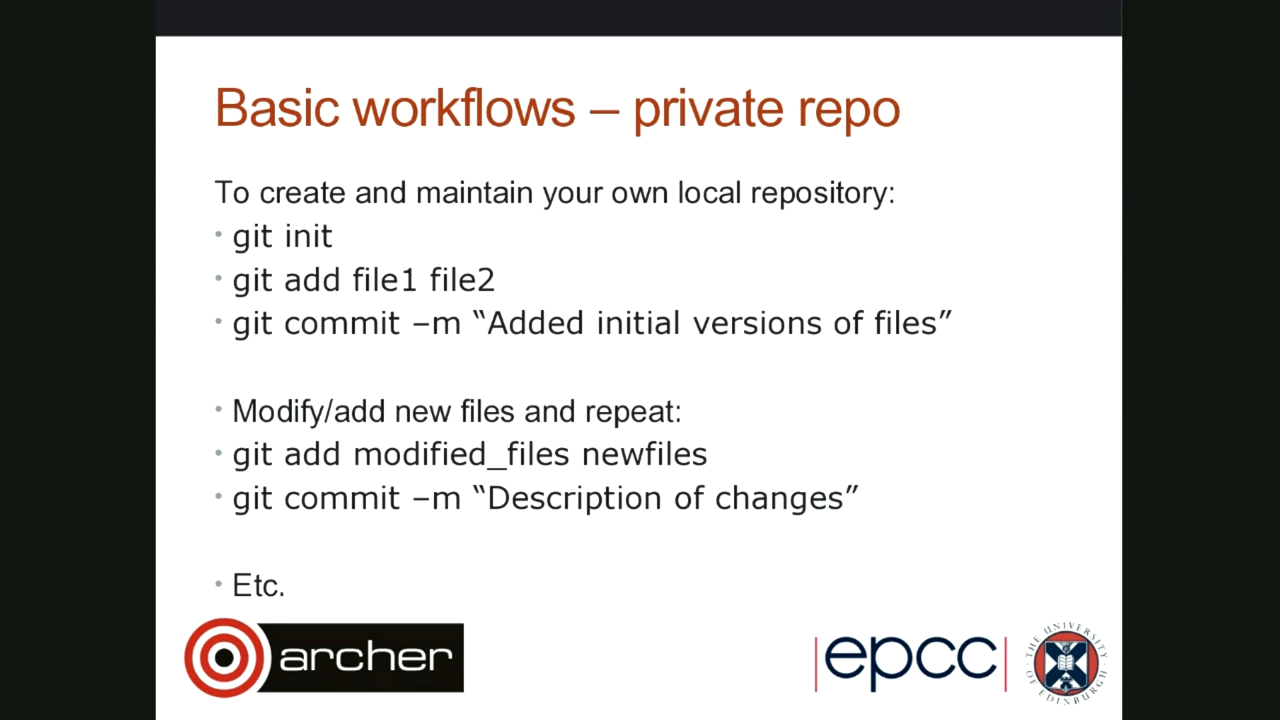 Basic workflows – private repo
To create and maintain your own local repository:
• git init
• git add file1 file2
• git commit –m “Added initial versions of files”
• Modify/add new files and repeat:
• git add modified_files newfiles
• git commit –m “Description of changes”
• Etc.
archer
|epcc|
THE UNIVERSITY OF EDINBURGH